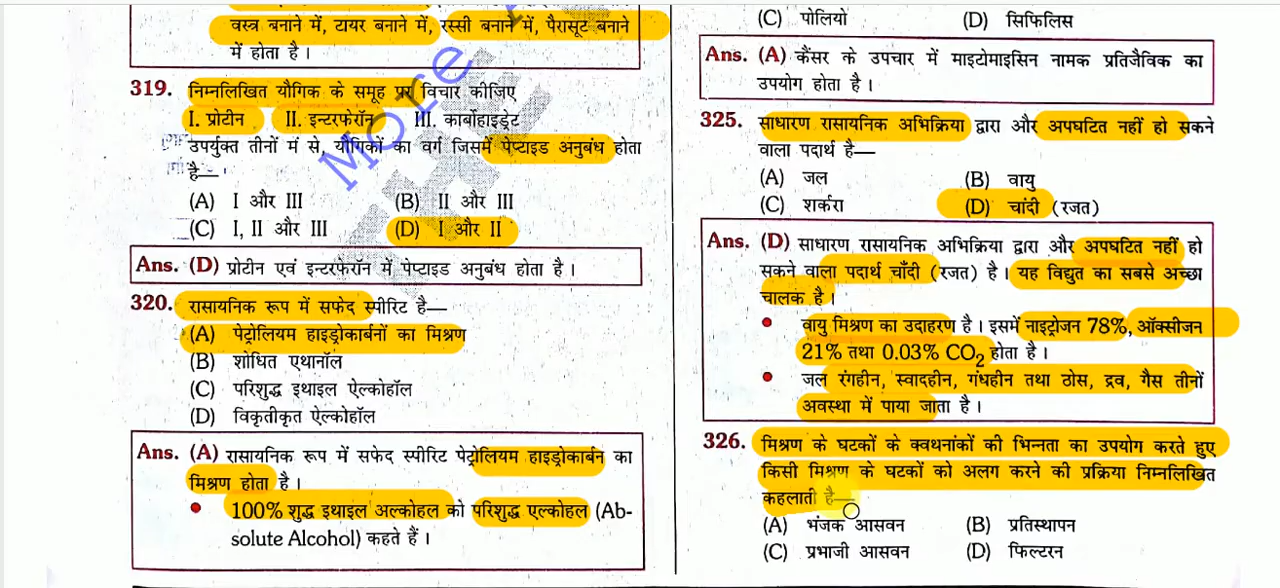 वस्त्र बनाने में, टायर बनाने में, रस्सी बनाने में, पैराशूट बनाने
में होता है।
319. निम्नलिखित यौगिक के समूह पर विचार कीजिए
I. प्रोटीन II. इन्टरफेरॉन III. कार्बोहाइड्रेट
उपर्युक्त तीनों में से, यौगिकों का वर्ग जिसमें पेप्टाइड अनुबंध होता
है—
(A) I और III (B) II और III
(C) I, II और III (D) I और II
Ans. (D) प्रोटीन एवं इन्टरफेरॉन में पेप्टाइड अनुबंध होता है।
320. रासायनिक रूप में सफेद स्पीरिट है—
(A) पेट्रोलियम हाइड्रोकार्बनों का मिश्रण
(B) शोधित एथानॉल
(C) परिशुद्ध इथाइल ऐल्कोहॉल
(D) विकृतीकृत ऐल्कोहॉल
Ans. (A) रासायनिक रूप में सफेद स्पीरिट पेट्रोलियम हाइड्रोकार्बन का
मिश्रण होता है।
• 100% शुद्ध इथाइल अल्कोहल को परिशुद्ध एल्कोहल (Ab-
solute Alcohol) कहते हैं।
More
(C) पोलियो (D) सिफिलिस
Ans. (A) कैंसर के उपचार में माइटोमाइसिन नामक प्रतिजैविक का
उपयोग होता है।
325. साधारण रासायनिक अभिक्रिया द्वारा और अपघटित नहीं हो सकने
वाला पदार्थ है—
(A) जल (B) वायु
(C) शर्करा (D) चांदी (रजत)
Ans. (D) साधारण रासायनिक अभिक्रिया द्वारा और अपघटित नहीं हो
सकने वाला पदार्थ चाँदी (रजत) है। यह विद्युत का सबसे अच्छा
चालक है।
• वायु मिश्रण का उदाहरण है। इसमें नाइट्रोजन 78%, ऑक्सीजन
21% तथा 0.03% CO₂ होता है।
• जल रंगहीन, स्वादहीन, गंधहीन तथा ठोस, द्रव, गैस तीनों
अवस्था में पाया जाता है।
326. मिश्रण के घटकों के क्वथनांकों की भिन्नता का उपयोग करते हुए
किसी मिश्रण के घटकों को अलग करने की प्रक्रिया निम्नलिखित
कहलाती है—
(A) भंजक आसवन (B) प्रतिस्थापन
(C) प्रभाजी आसवन (D) फिल्टरन